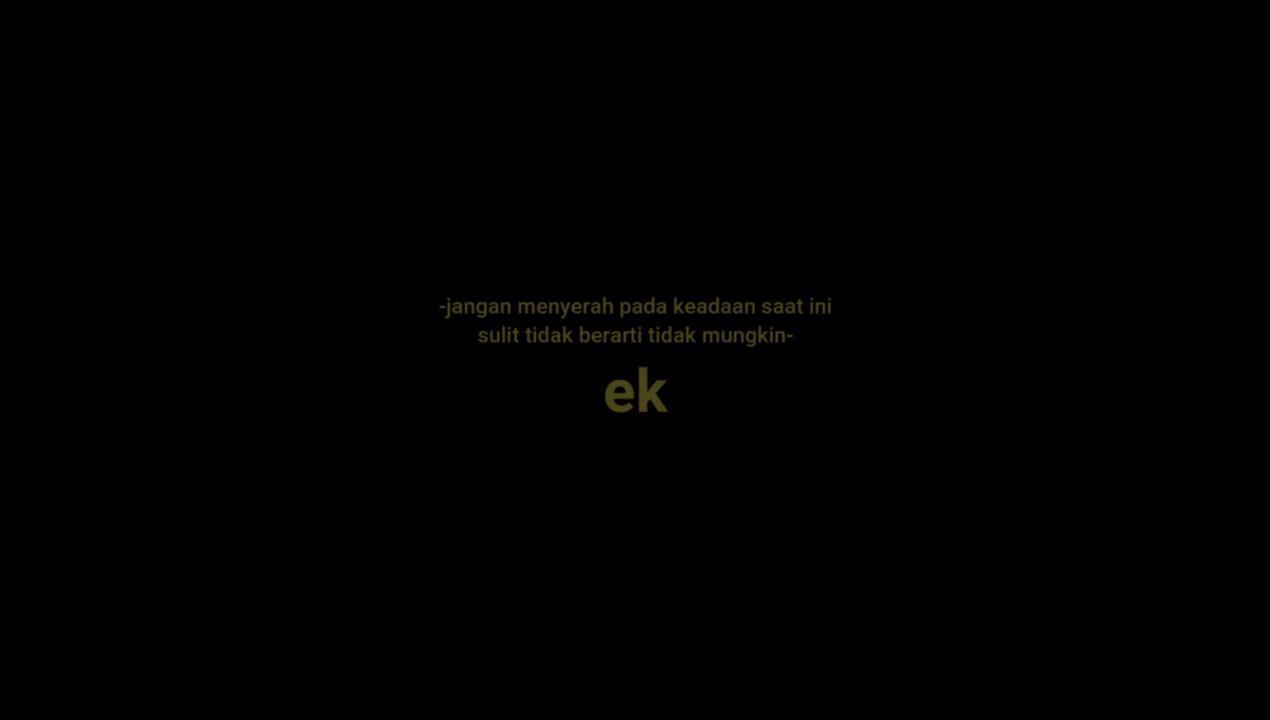 -jangan menyerah pada keadaan saat ini
sulit tidak berarti tidak mungkin-
ek